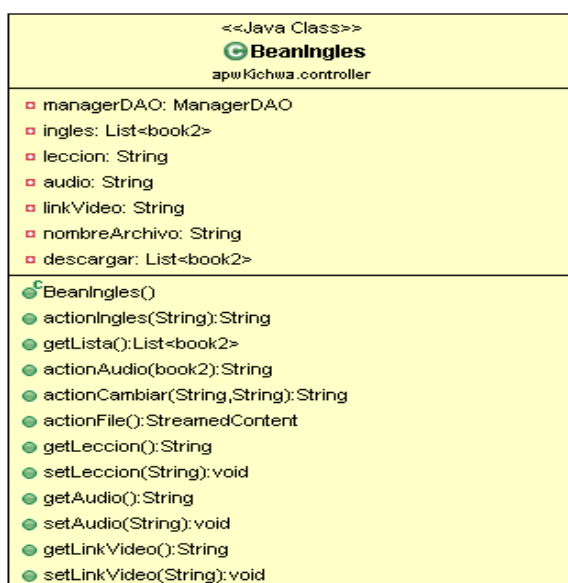 <<Java Class>>
BeanIngles
apwKichwa.controller
managerDAO: ManagerDAO
ingles: List<book2>
leccion: String
audio: String
linkVideo: String
nombreArchivo: String
descargar: List<book2>
BeanIngles()
actionIngles(String):String
getLista():List<book2>
actionAudio(book2):String
actionCambiar(String,String):String
actionFile():StreamedContent
getLeccion():String
setLeccion(String):void
getAudio():String
setAudio(String):void
getLinkVideo():String
setLinkVideo(String):void